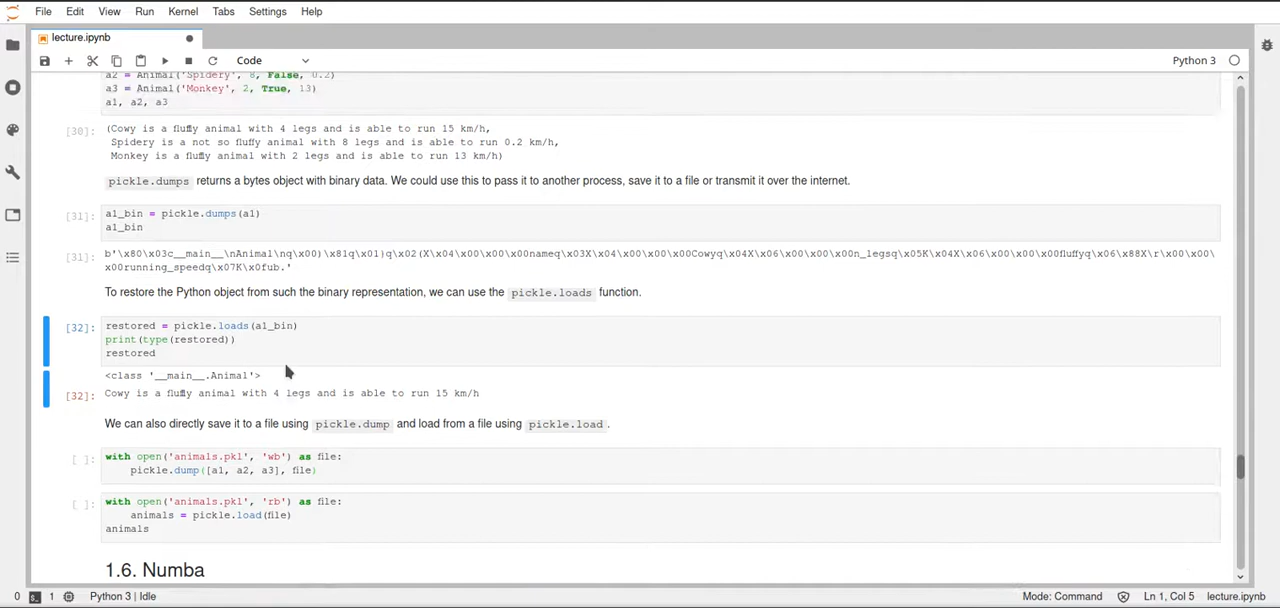 File Edit View Run Kernel Tabs Settings Help
lecture.ipynb
Code
Python 3
a2 = Animal('Spidery', 8, False, 0.2)
a3 = Animal('Monkey', 2, True, 13)
a1, a2, a3
[30]: (Cowy is a fluffy animal with 4 legs and is able to run 15 km/h,
Spidery is a not so fluffy animal with 8 legs and is able to run 0.2 km/h,
Monkey is a fluffy animal with 2 legs and is able to run 13 km/h)
pickle.dumps returns a bytes object with binary data. We could use this to pass it to another process, save it to a file or transmit it over the internet.
[31]: a1_bin = pickle.dumps(a1)
a1_bin
[31]: b'\x80\x03c__main__\nAnimal\nq\x00)\x81q\x01)q\x02(X\x04\x00\x00\x00nameq\x03X\x04\x00\x00\x00Cowyq\x04X\x06\x00\x00\x00n_legsq\x05K\x04X\x06\x00\x00\x00fluffyq\x06\x88X\r\x00\x00\
x00running_speedq\x07K\x0fub.'
To restore the Python object from such the binary representation, we can use the pickle.loads function.
[32]: restored = pickle.loads(a1_bin)
print(type(restored))
restored
<class '__main__.Animal'>
[32]: Cowy is a fluffy animal with 4 legs and is able to run 15 km/h
We can also directly save it to a file using pickle.dump and load from a file using pickle.load.
[ ]: with open('animals.pkl', 'wb') as file:
pickle.dump([a1, a2, a3], file)
[ ]: with open('animals.pkl', 'rb') as file:
animals = pickle.load(file)
animals
1.6. Numba
0 1 Python 3 | Idle Mode: Command Ln 1, Col 5 lecture.ipynb